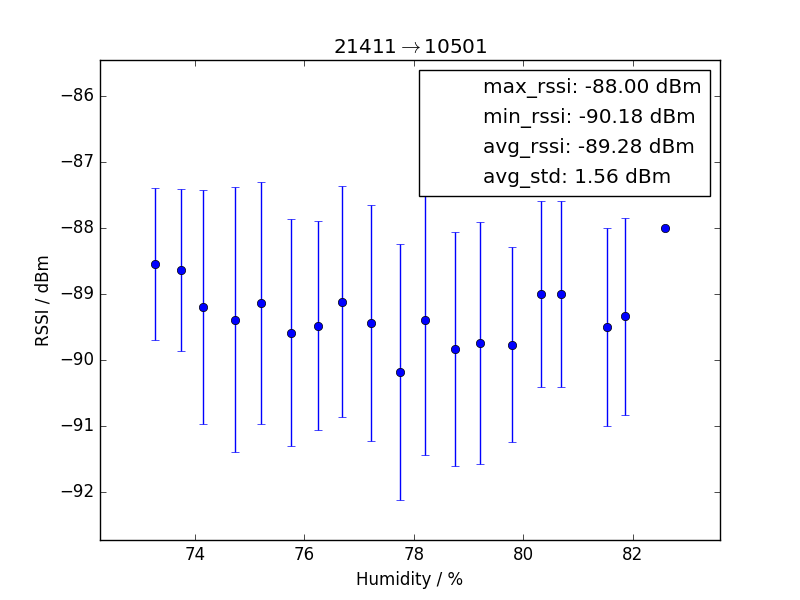 21411→10501
max_rssi: -88.00 dBm
min_rssi: -90.18 dBm
avg_rssi: -89.28 dBm
avg_std: 1.56 dBm
RSSI / dBm
−86
−87
−88
−89
−90
−91
−92
74 76 78 80 82
Humidity / %